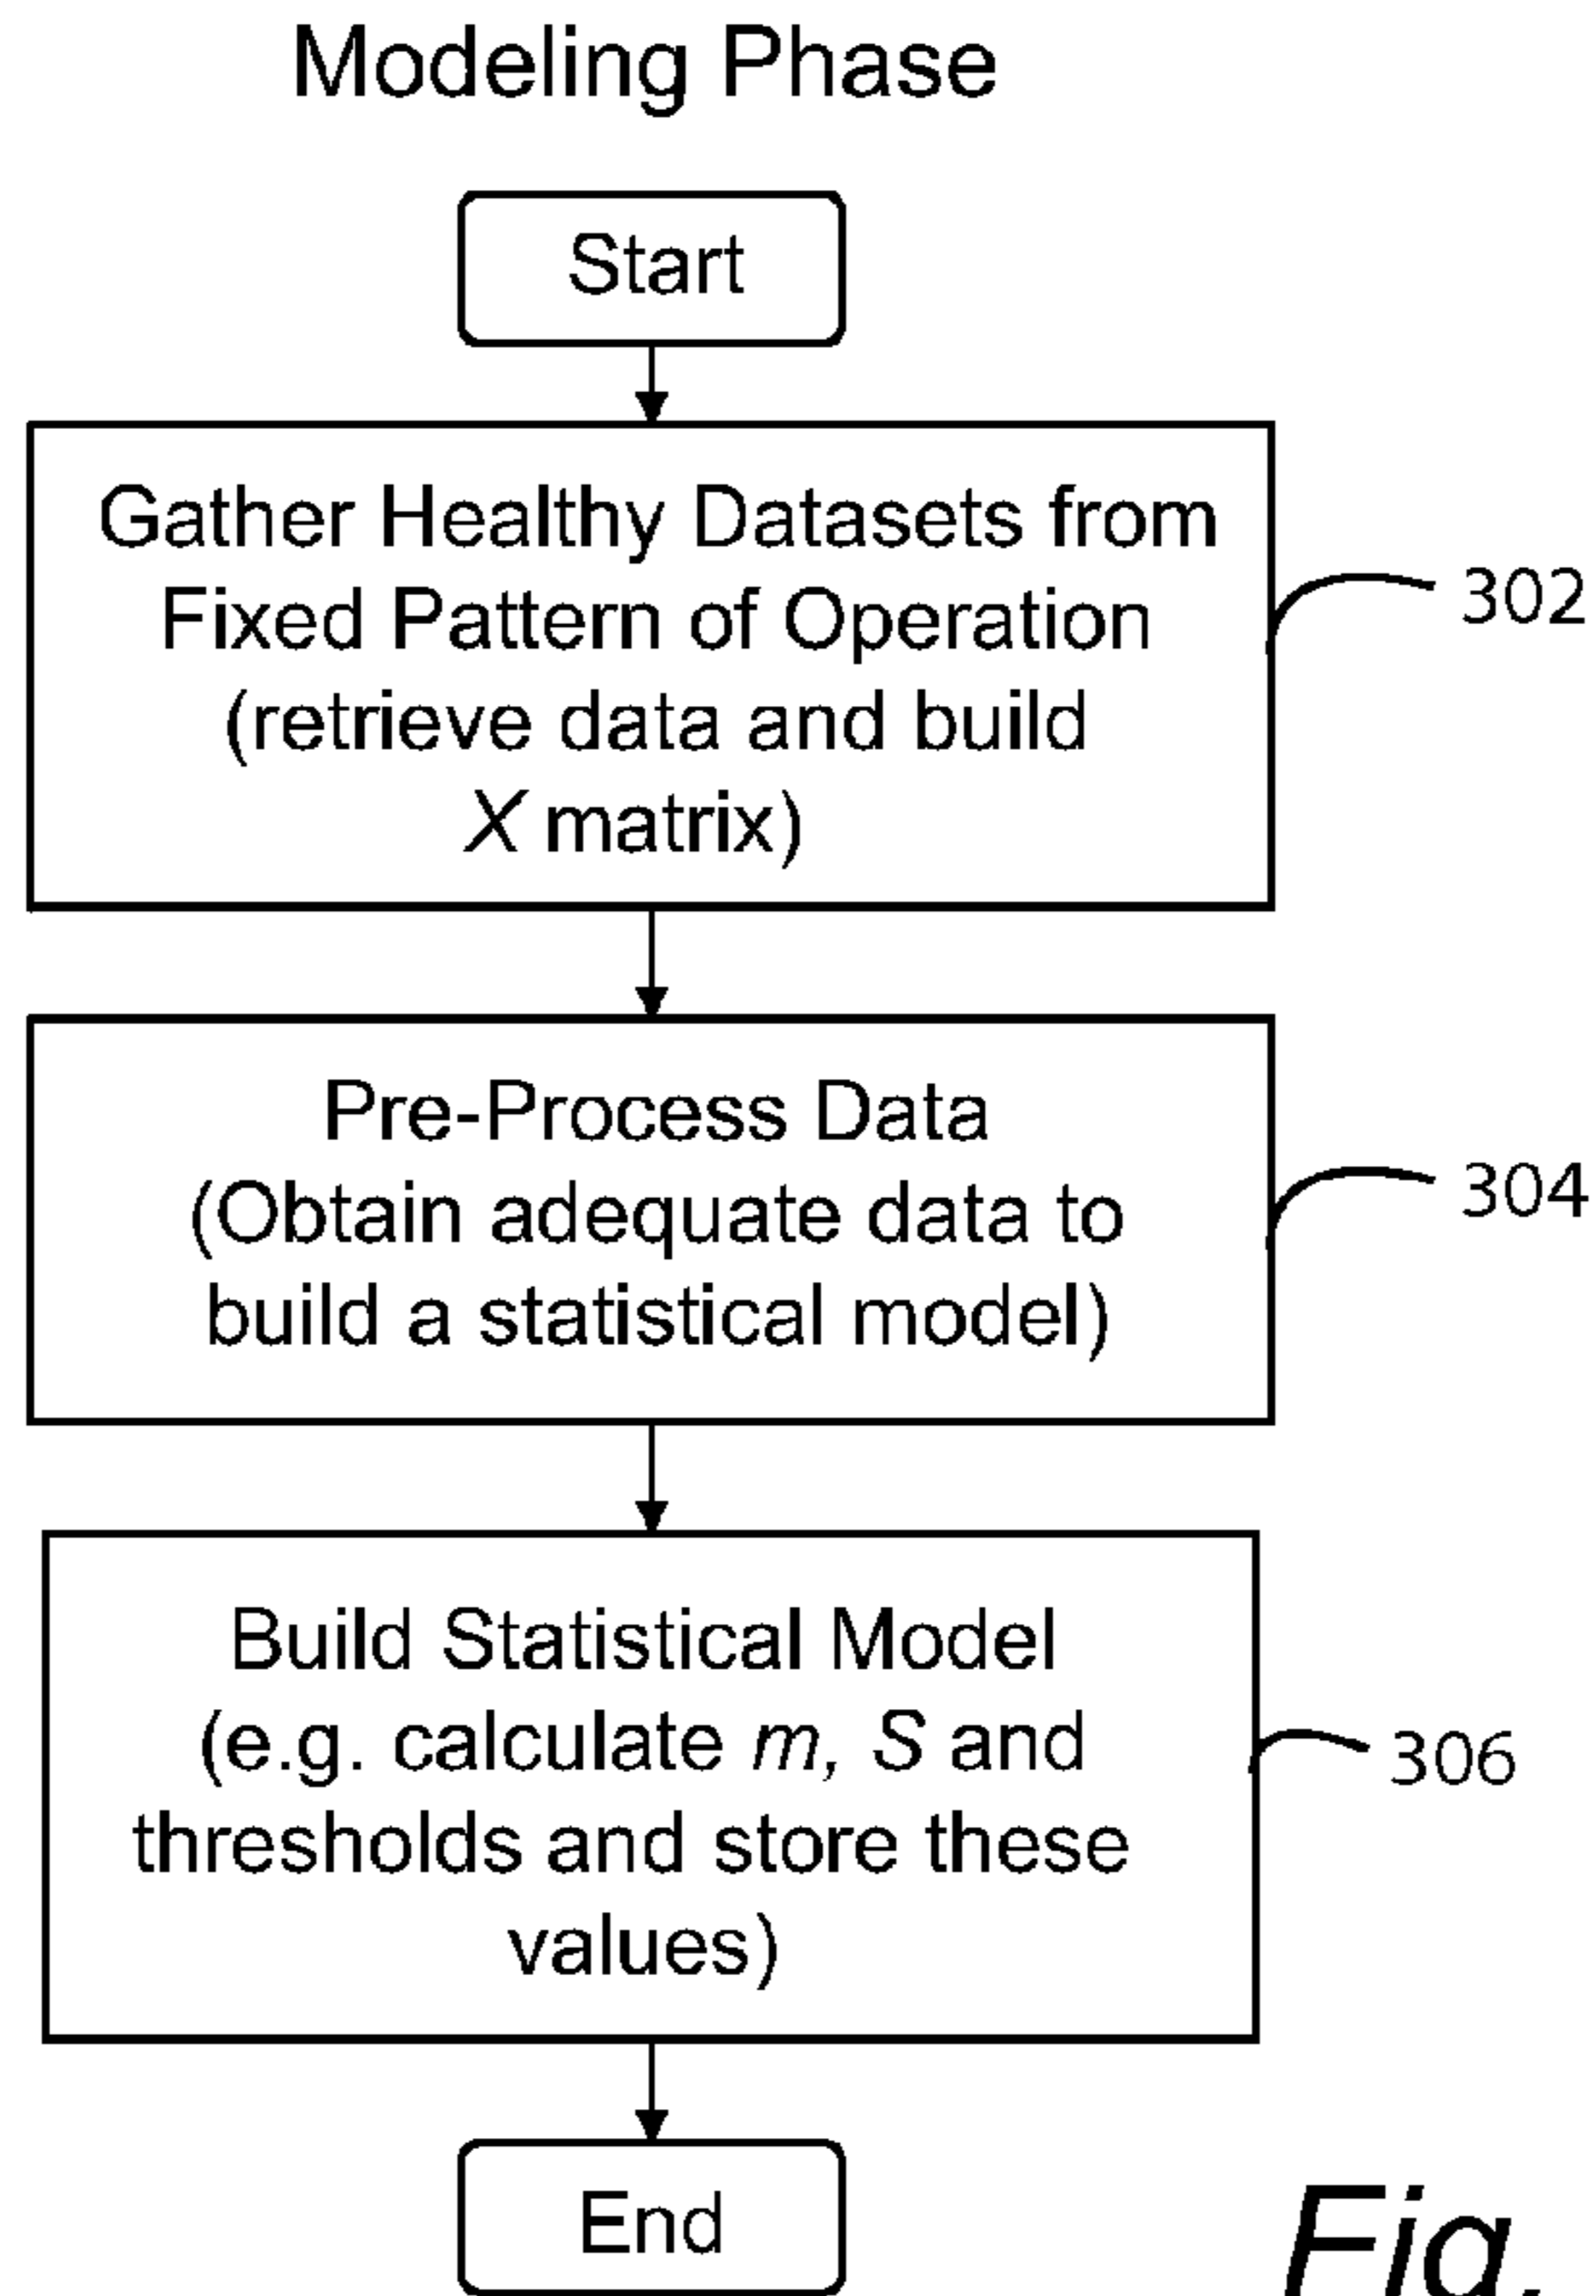 Modeling Phase
Start
Gather Healthy Datasets from
Fixed Pattern of Operation
(retrieve data and build
X matrix)
302
Pre-Process Data
(Obtain adequate data to
build a statistical model)
304
Build Statistical Model
(e.g. calculate m, S and
thresholds and store these
values)
306
End
Fig.